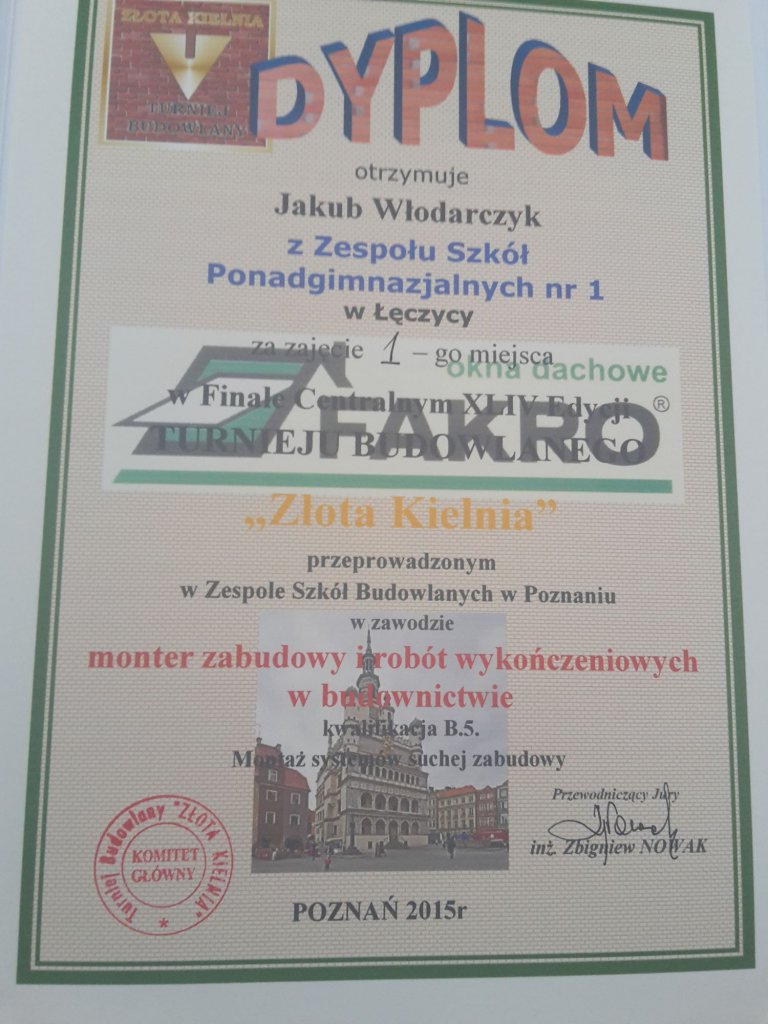 ZŁOTA KIELNIA
TURNIEJ
BUDOWLANY
DYPLOM
otrzymuje
Jakub Włodarczyk
z Zespołu Szkół
Ponadgimnazjalnych nr 1
w Łęczycy
za zajęcie 1 – go miejsca
okna dachowe
w Finale Centralnym XLIV Edycji
FAKRO®
TURNIEJU BUDOWLANEGO
„Złota Kielnia”
przeprowadzonym
w Zespole Szkół Budowlanych w Poznaniu
w zawodzie
monter zabudowy i robót wykończeniowych
w budownictwie
kwalifikacja B.5.
Montaż systemów suchej zabudowy
Przewodniczący Jury
inż. Zbigniew NOWAK
Turniej Budowlany "ZŁOTA KIELNIA"
KOMITET
GŁÓWNY
POZNAŃ 2015r